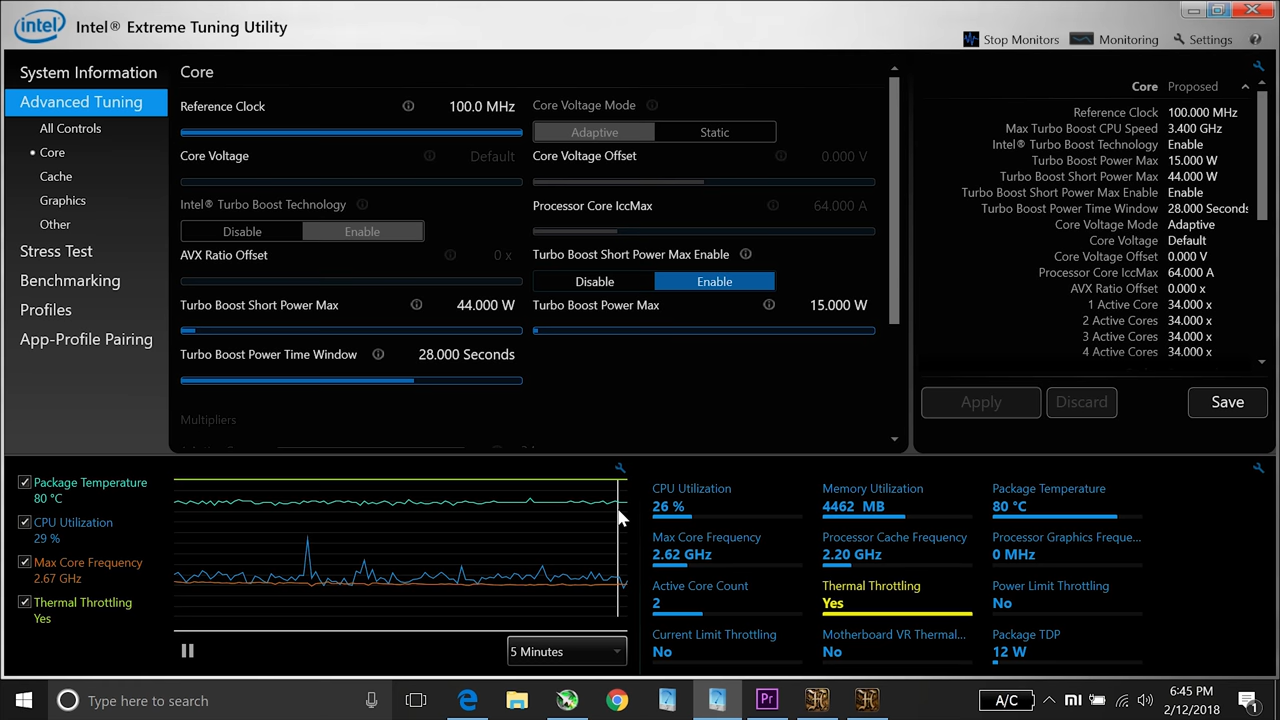 intel
Intel® Extreme Tuning Utility
Stop Monitors
Monitoring
Settings
System Information
Advanced Tuning
All Controls
Core
Cache
Graphics
Other
Stress Test
Benchmarking
Profiles
App-Profile Pairing
Core
Reference Clock 100.0 MHz
Core Voltage Mode
Adaptive Static
Core Voltage Default
Core Voltage Offset 0.000 V
Intel® Turbo Boost Technology
Disable Enable
Processor Core IccMax 64.000 A
AVX Ratio Offset 0 x
Turbo Boost Short Power Max Enable
Disable Enable
Turbo Boost Short Power Max 44.000 W
Turbo Boost Power Max 15.000 W
Turbo Boost Power Time Window 28.000 Seconds
Multipliers
Core Proposed
Reference Clock 100.000 MHz
Max Turbo Boost CPU Speed 3.400 GHz
Intel® Turbo Boost Technology Enable
Turbo Boost Power Max 15.000 W
Turbo Boost Short Power Max 44.000 W
Turbo Boost Short Power Max Enable Enable
Turbo Boost Power Time Window 28.000 Seconds
Core Voltage Mode Adaptive
Core Voltage Default
Core Voltage Offset 0.000 V
Processor Core IccMax 64.000 A
AVX Ratio Offset 0.000 x
1 Active Core 34.000 x
2 Active Cores 34.000 x
3 Active Cores 34.000 x
4 Active Cores 34.000 x
Apply Discard Save
Package Temperature
80 °C
CPU Utilization
29 %
Max Core Frequency
2.67 GHz
Thermal Throttling
Yes
5 Minutes
CPU Utilization
26 %
Memory Utilization
4462 MB
Package Temperature
80 °C
Max Core Frequency
2.62 GHz
Processor Cache Frequency
2.20 GHz
Processor Graphics Freque...
0 MHz
Active Core Count
2
Thermal Throttling
Yes
Power Limit Throttling
No
Current Limit Throttling
No
Motherboard VR Thermal...
No
Package TDP
12 W
Type here to search
Pr
A/C
mi
6:45 PM
2/12/2018
1